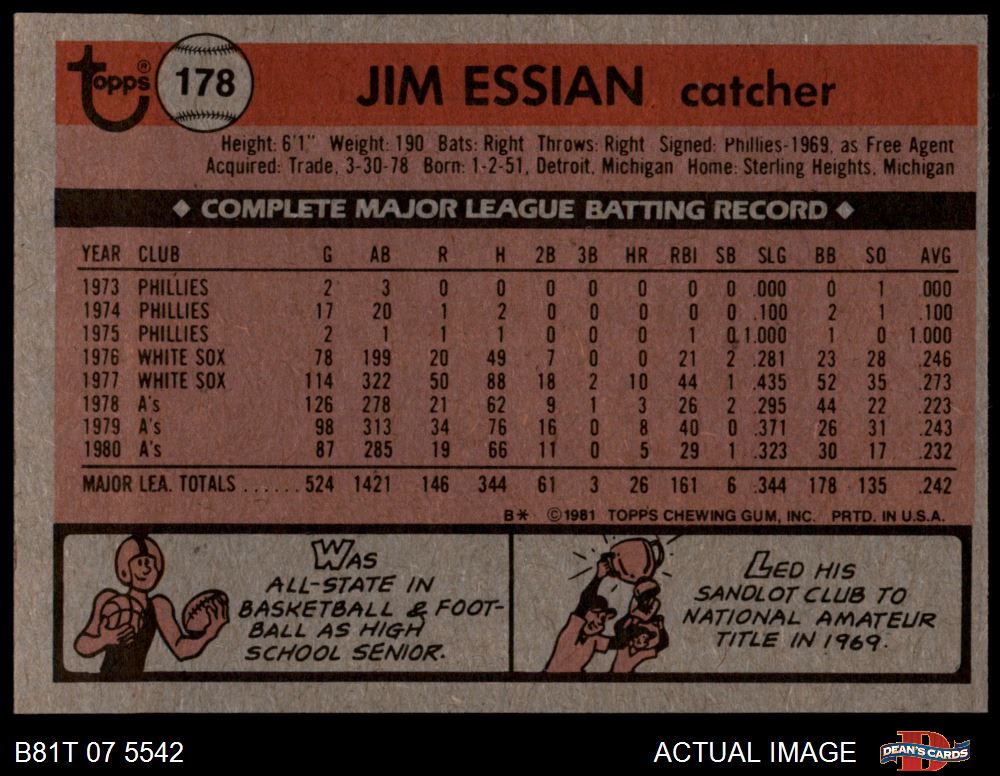 topps® 178 JIM ESSIAN catcher
Height: 6'1" Weight: 190 Bats: Right Throws: Right Signed: Phillies-1969, as Free Agent
Acquired: Trade, 3-30-78 Born: 1-2-51, Detroit, Michigan Home: Sterling Heights, Michigan
◆ COMPLETE MAJOR LEAGUE BATTING RECORD ◆
YEAR CLUB G AB R H 2B 3B HR RBI SB SLG BB SO AVG
1973 PHILLIES 2 3 0 0 0 0 0 0 0 .000 0 1 .000
1974 PHILLIES 17 20 1 2 0 0 0 0 0 .100 2 1 .100
1975 PHILLIES 2 1 1 1 0 0 0 1 0 1.000 1 0 1.000
1976 WHITE SOX 78 199 20 49 7 0 0 21 2 .281 23 28 .246
1977 WHITE SOX 114 322 50 88 18 2 10 44 1 .435 52 35 .273
1978 A's 126 278 21 62 9 1 3 26 2 .295 44 22 .223
1979 A's 98 313 34 76 16 0 8 40 0 .371 26 31 .243
1980 A's 87 285 19 66 11 0 5 29 1 .323 30 17 .232
MAJOR LEA. TOTALS ...... 524 1421 146 344 61 3 26 161 6 .344 178 135 .242
B* ©1981 TOPPS CHEWING GUM, INC. PRTD. IN U.S.A.
WAS
ALL-STATE IN
BASKETBALL & FOOT-
BALL AS HIGH
SCHOOL SENIOR.
LED HIS
SANDLOT CLUB TO
NATIONAL AMATEUR
TITLE IN 1969.
B81T 07 5542 ACTUAL IMAGE D DEAN'S CARDS